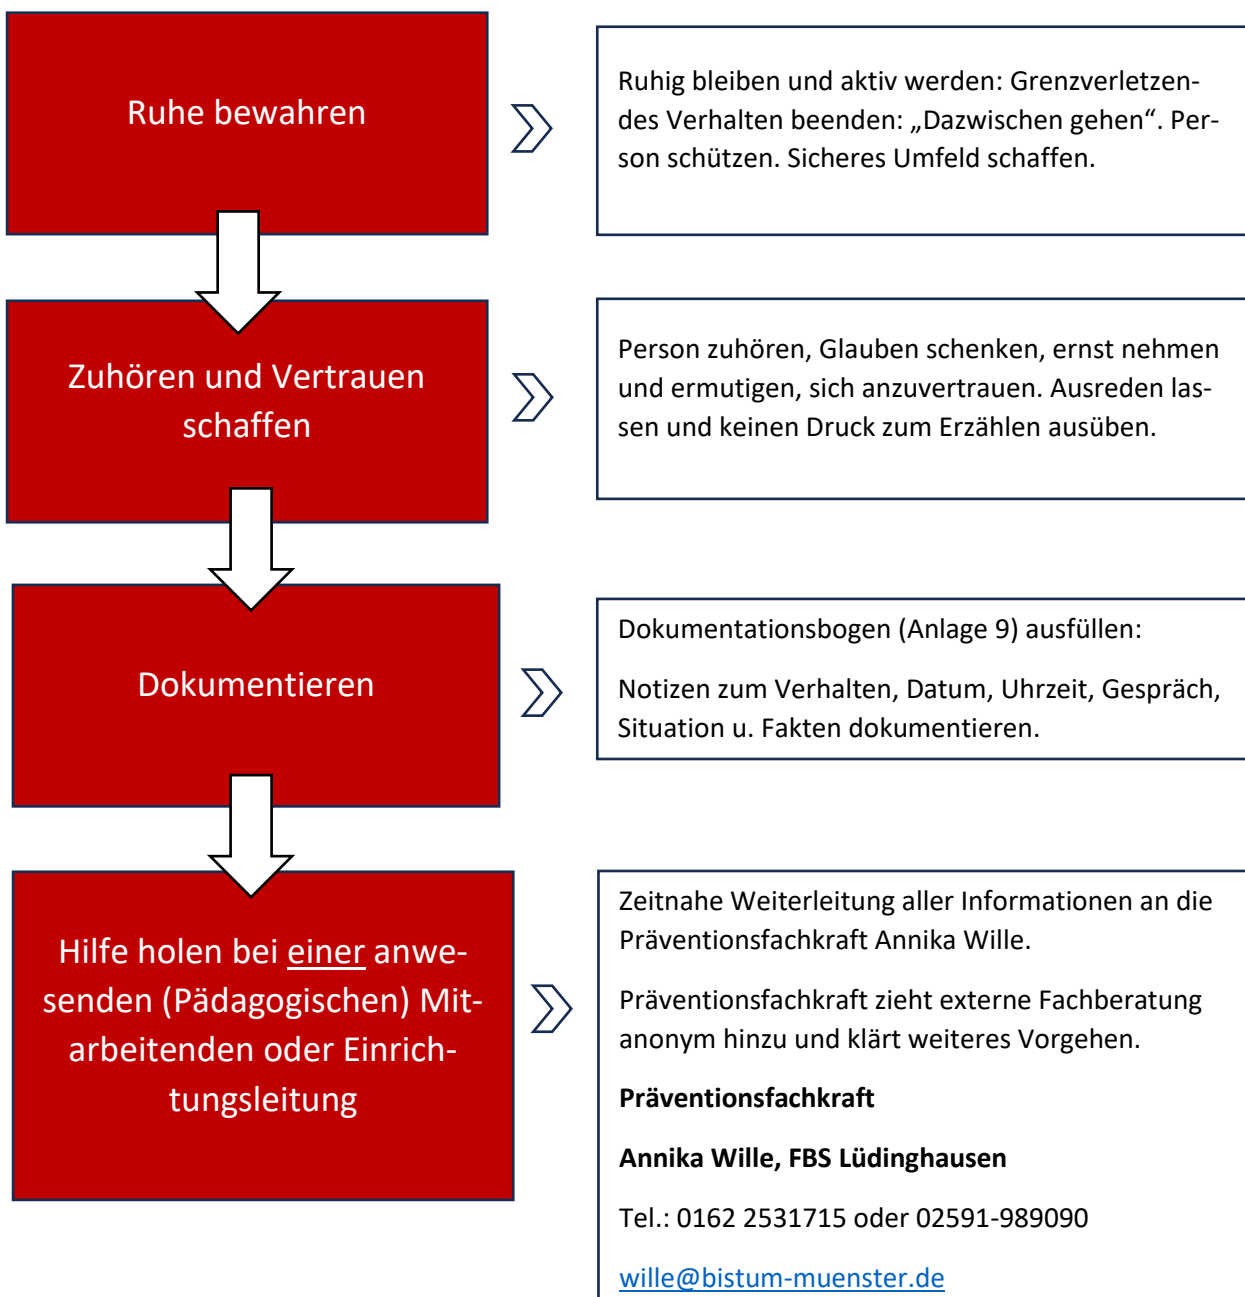 Ruhe bewahren
Ruhig bleiben und aktiv werden: Grenzverletzen-
des Verhalten beenden: „Dazwischen gehen“. Per-
son schützen. Sicheres Umfeld schaffen.
Zuhören und Vertrauen
schaffen
Person zuhören, Glauben schenken, ernst nehmen
und ermutigen, sich anzuvertrauen. Ausreden las-
sen und keinen Druck zum Erzählen ausüben.
Dokumentieren
Dokumentationsbogen (Anlage 9) ausfüllen:
Notizen zum Verhalten, Datum, Uhrzeit, Gespräch,
Situation u. Fakten dokumentieren.
Hilfe holen bei einer anwe-
senden (Pädagogischen) Mit-
arbeitenden oder Einrich-
tungsleitung
Zeitnahe Weiterleitung aller Informationen an die
Präventionsfachkraft Annika Wille.
Präventionsfachkraft zieht externe Fachberatung
anonym hinzu und klärt weiteres Vorgehen.
Präventionsfachkraft
Annika Wille, FBS Lüdinghausen
Tel.: 0162 2531715 oder 02591-989090
wille@bistum-muenster.de